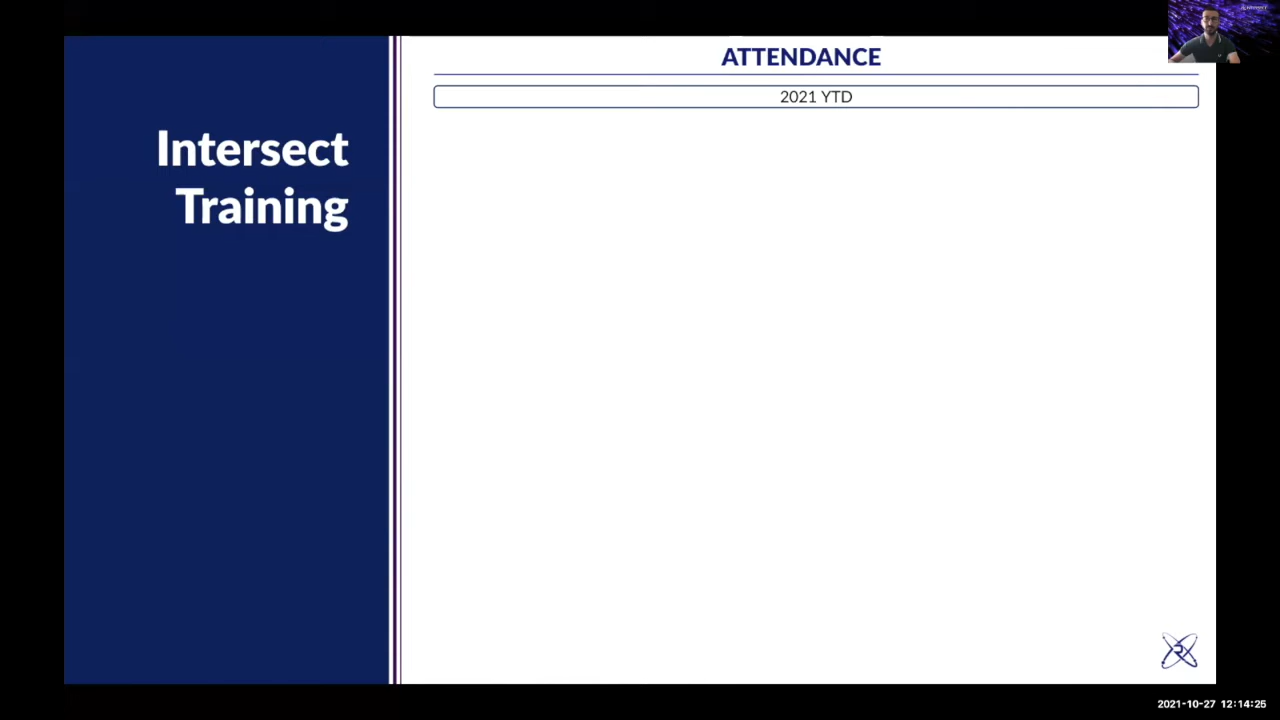 ATTENDANCE
2021 YTD
Intersect
Training
2021-10-27 12:14:25